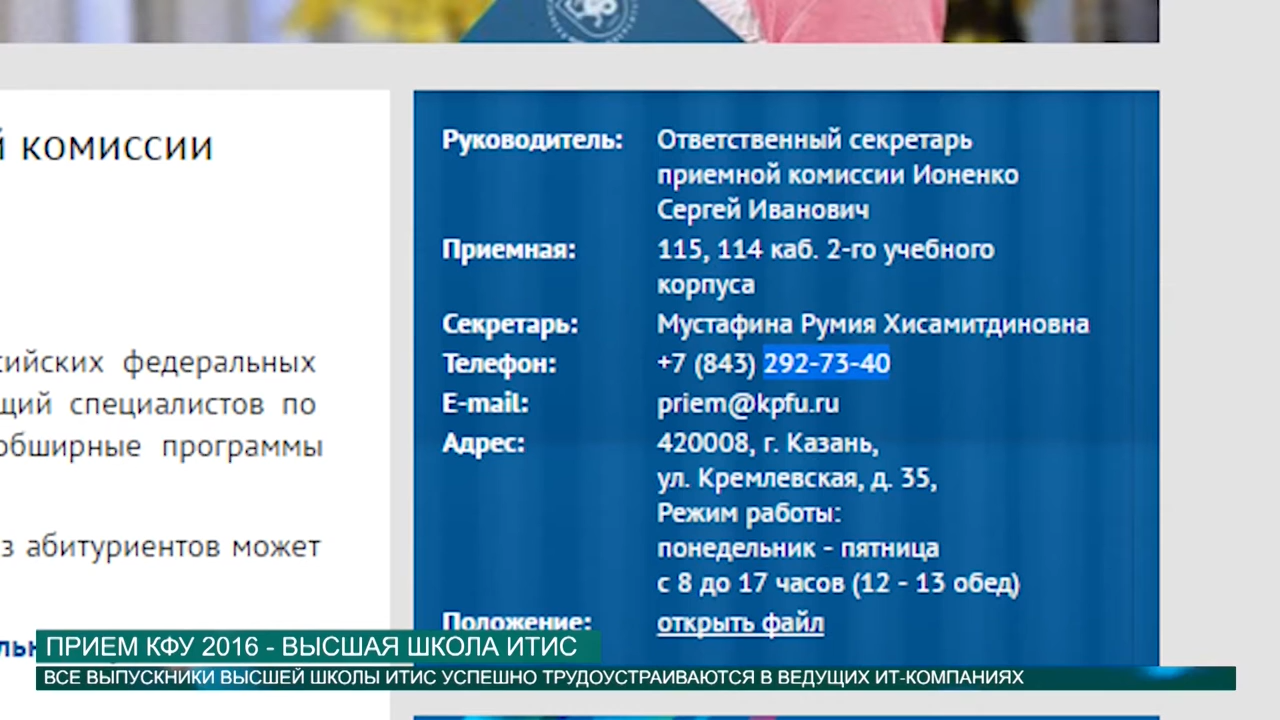 й комиссии
сийских федеральных
щий специалистов по
обширные программы
з абитуриентов может
Руководитель: Ответственный секретарь
приемной комиссии Ионенко
Сергей Иванович
Приемная: 115, 114 каб. 2-го учебного
корпуса
Секретарь: Мустафина Румия Хисамитдиновна
Телефон: +7 (843) 292-73-40
E-mail: priem@kpfu.ru
Адрес: 420008, г. Казань,
ул. Кремлевская, д. 35,
Режим работы:
понедельник - пятница
с 8 до 17 часов (12 - 13 обед)
Положение: открыть файл
ПРИЕМ КФУ 2016 - ВЫСШАЯ ШКОЛА ИТИС
ВСЕ ВЫПУСКНИКИ ВЫСШЕЙ ШКОЛЫ ИТИС УСПЕШНО ТРУДОУСТРАИВАЮТСЯ В ВЕДУЩИХ ИТ-КОМПАНИЯХ